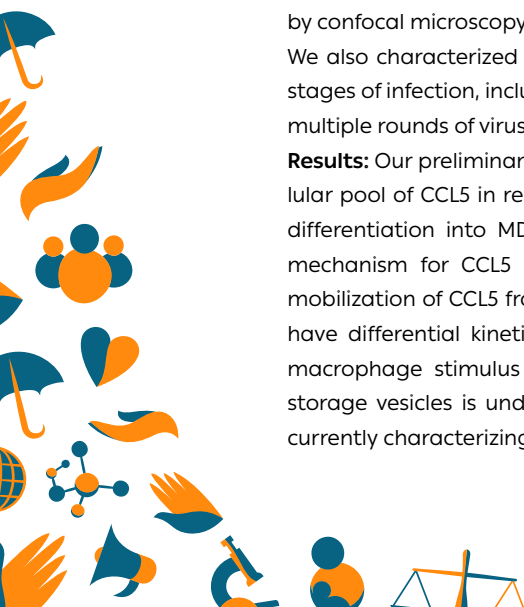 by confocal microscopy
We also characterized
stages of infection, inclu
multiple rounds of virus
Results: Our preliminar
lular pool of CCL5 in re
differentiation into MD
mechanism for CCL5
mobilization of CCL5 fro
have differential kineti
macrophage stimulus
storage vesicles is und
currently characterizing